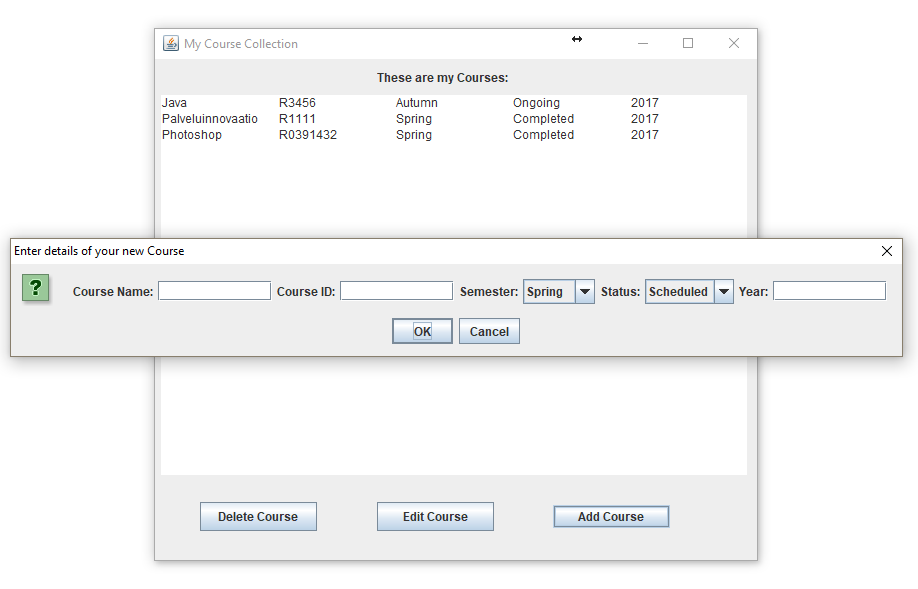 My Course Collection
These are my Courses:
Java R3456 Autumn Ongoing 2017
Palveluinnovaatio R1111 Spring Completed 2017
Photoshop R0391432 Spring Completed 2017
Enter details of your new Course
? Course Name: Course ID: Semester: Spring Status: Scheduled Year:
OK Cancel
Delete Course Edit Course Add Course